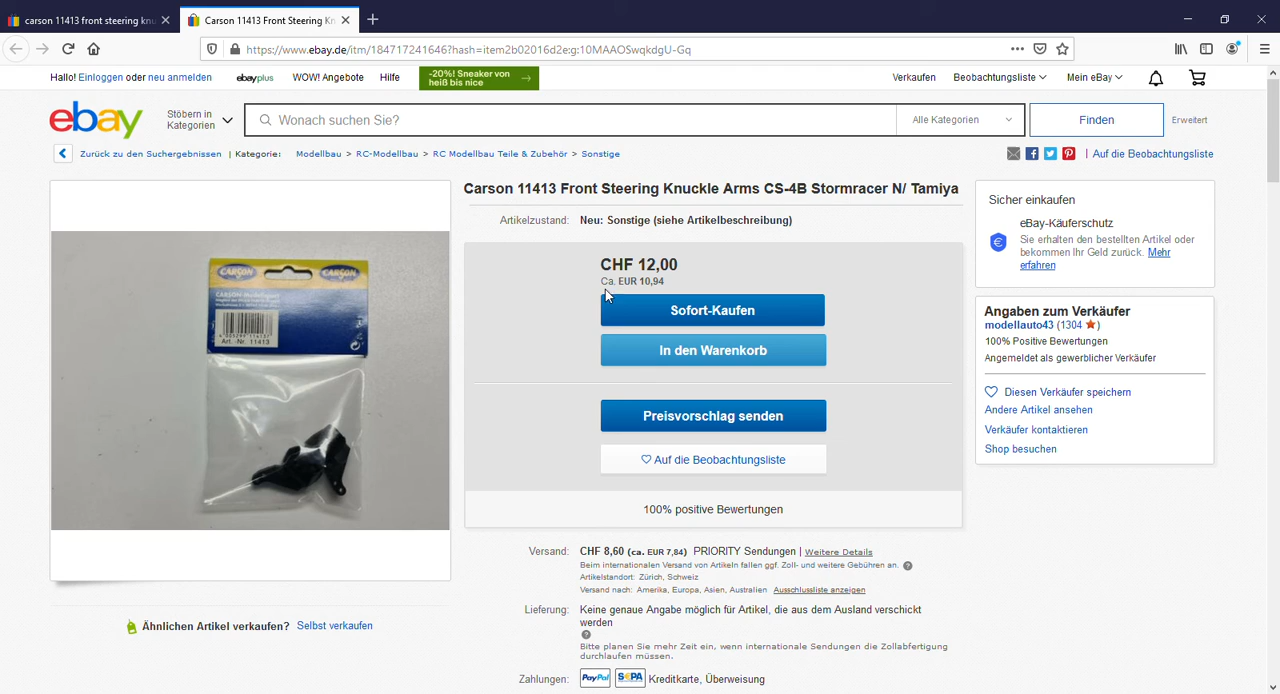 carson 11413 front steering knu
Carson 11413 Front Steering Kn
https://www.ebay.de/itm/184717241646?hash=item2b02016d2e:g:10MAAOSwqkdgU-Gq
Hallo! Einloggen oder neu anmelden
ebayplus
WOW! Angebote
Hilfe
-20%! Sneaker von
heiß bis nice
Verkaufen
Beobachtungsliste
Mein eBay
ebay
Stöbern in
Kategorien
Wonach suchen Sie?
Alle Kategorien
Finden
Erweitert
Zurück zu den Suchergebnissen | Kategorie: Modellbau > RC-Modellbau > RC Modellbau Teile & Zubehör > Sonstige
| Auf die Beobachtungsliste
CARSON CARSON
Art. -Nr. 11413
Carson 11413 Front Steering Knuckle Arms CS-4B Stormracer N/ Tamiya
Artikelzustand: Neu: Sonstige (siehe Artikelbeschreibung)
CHF 12,00
Ca. EUR 10,94
Sofort-Kaufen
In den Warenkorb
Preisvorschlag senden
Auf die Beobachtungsliste
100% positive Bewertungen
Versand: CHF 8,60 (ca. EUR 7,84) PRIORITY Sendungen | Weitere Details
Beim internationalen Versand von Artikeln fallen ggf. Zoll- und weitere Gebühren an. ?
Artikelstandort: Zürich, Schweiz
Versand nach: Amerika, Europa, Asien, Australien Ausschlussliste anzeigen
Lieferung: Keine genaue Angabe möglich für Artikel, die aus dem Ausland verschickt
werden
?
Bitte planen Sie mehr Zeit ein, wenn internationale Sendungen die Zollabfertigung
durchlaufen müssen.
Zahlungen: PayPal SEPA Kreditkarte, Überweisung
Sicher einkaufen
eBay-Käuferschutz
Sie erhalten den bestellten Artikel oder
bekommen Ihr Geld zurück. Mehr
erfahren
Angaben zum Verkäufer
modellauto43 (1304 ★)
100% Positive Bewertungen
Angemeldet als gewerblicher Verkäufer
Diesen Verkäufer speichern
Andere Artikel ansehen
Verkäufer kontaktieren
Shop besuchen
Ähnlichen Artikel verkaufen? Selbst verkaufen